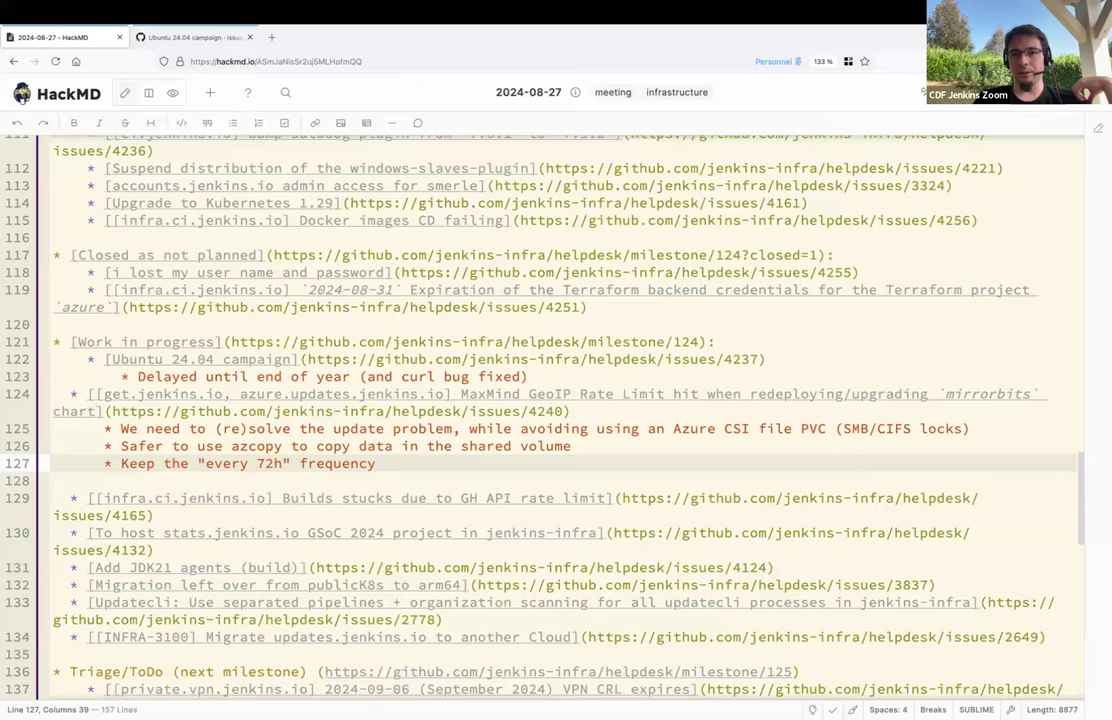 2024-08-27 - HackMD
Ubuntu 24.04 campaign · Issue
https://hackmd.io/ASmJaNisSr2uj5MLHofmQQ
Personnel
133 %
CDF Jenkins Zoom
HackMD
2024-08-27
meeting
infrastructure
issues/4236)
112 * [Suspend distribution of the windows-slaves-plugin](https://github.com/jenkins-infra/helpdesk/issues/4221)
113 * [accounts.jenkins.io admin access for smerle](https://github.com/jenkins-infra/helpdesk/issues/3324)
114 * [Upgrade to Kubernetes 1.29](https://github.com/jenkins-infra/helpdesk/issues/4161)
115 * [[infra.ci.jenkins.io] Docker images CD failing](https://github.com/jenkins-infra/helpdesk/issues/4256)
116
117 * [Closed as not planned](https://github.com/jenkins-infra/helpdesk/milestone/124?closed=1):
118 * [i lost my user name and password](https://github.com/jenkins-infra/helpdesk/issues/4255)
119 * [[infra.ci.jenkins.io] `2024-08-31` Expiration of the Terraform backend credentials for the Terraform project
`azure`](https://github.com/jenkins-infra/helpdesk/issues/4251)
120
121 * [Work in progress](https://github.com/jenkins-infra/helpdesk/milestone/124):
122 * [Ubuntu 24.04 campaign](https://github.com/jenkins-infra/helpdesk/issues/4237)
123 * Delayed until end of year (and curl bug fixed)
124 * [[get.jenkins.io, azure.updates.jenkins.io] MaxMind GeoIP Rate Limit hit when redeploying/upgrading `mirrorbits`
chart](https://github.com/jenkins-infra/helpdesk/issues/4240)
125 * We need to (re)solve the update problem, while avoiding using an Azure CSI file PVC (SMB/CIFS locks)
126 * Safer to use azcopy to copy data in the shared volume
127 * Keep the "every 72h" frequency
128
129 * [[infra.ci.jenkins.io] Builds stucks due to GH API rate limit](https://github.com/jenkins-infra/helpdesk/
issues/4165)
130 * [To host stats.jenkins.io GSoC 2024 project in jenkins-infra](https://github.com/jenkins-infra/helpdesk/
issues/4132)
131 * [Add JDK21 agents (build)](https://github.com/jenkins-infra/helpdesk/issues/4124)
132 * [Migration left over from publicK8s to arm64](https://github.com/jenkins-infra/helpdesk/issues/3837)
133 * [Updatecli: Use separated pipelines + organization scanning for all updatecli processes in jenkins-infra](https://
github.com/jenkins-infra/helpdesk/issues/2778)
134 * [[INFRA-3100] Migrate updates.jenkins.io to another Cloud](https://github.com/jenkins-infra/helpdesk/issues/2649)
135
136 * Triage/ToDo (next milestone) (https://github.com/jenkins-infra/helpdesk/milestone/125)
137 * [[private.vpn.jenkins.io] 2024-09-06 (September 2024) VPN CRL expires](https://github.com/jenkins-infra/helpdesk/
Line 127, Columns 39 — 157 Lines
Spaces: 4
Breaks
SUBLIME
Length: 8877